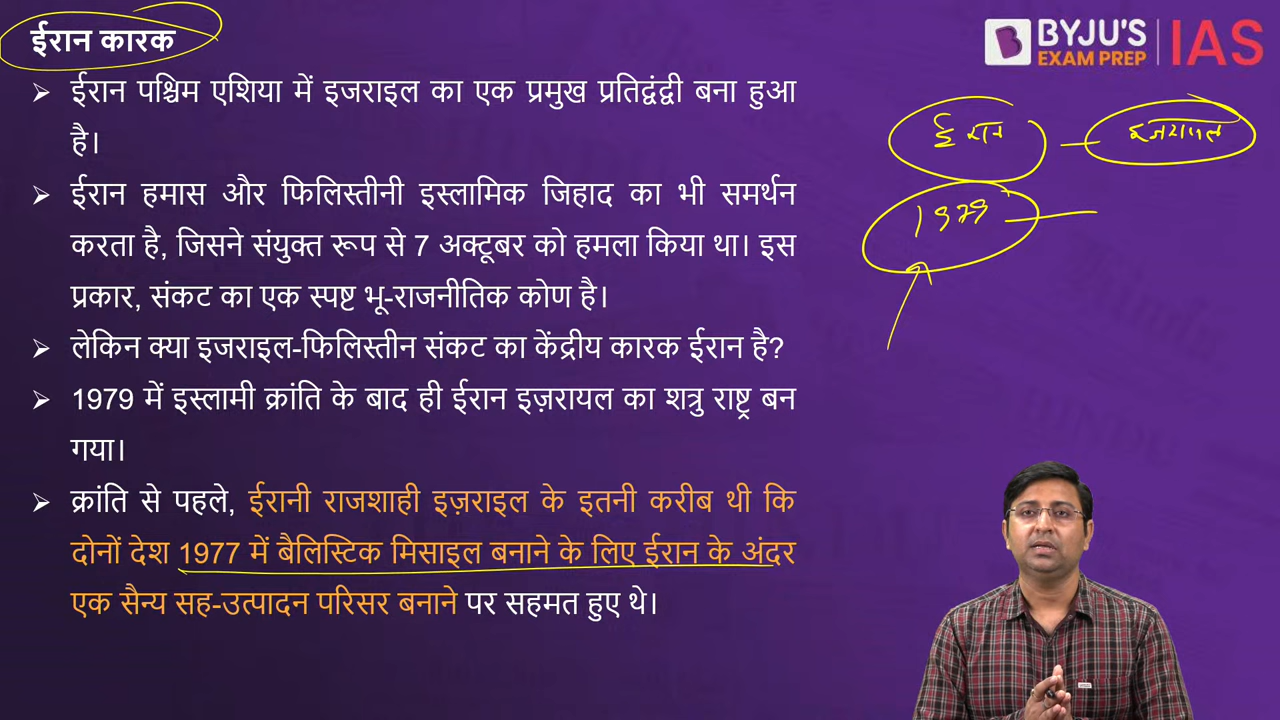 ईरान कारक
BYJU'S
EXAM PREP
IAS
➤ ईरान पश्चिम एशिया में इजराइल का एक प्रमुख प्रतिद्वंद्वी बना हुआ
है।
➤ ईरान हमास और फिलिस्तीनी इस्लामिक जिहाद का भी समर्थन
करता है, जिसने संयुक्त रूप से 7 अक्टूबर को हमला किया था। इस
प्रकार, संकट का एक स्पष्ट भू-राजनीतिक कोण है।
➤ लेकिन क्या इजराइल-फिलिस्तीन संकट का केंद्रीय कारक ईरान है?
➤ 1979 में इस्लामी क्रांति के बाद ही ईरान इज़रायल का शत्रु राष्ट्र बन
गया।
➤ क्रांति से पहले, ईरानी राजशाही इज़राइल के इतनी करीब थी कि
दोनों देश 1977 में बैलिस्टिक मिसाइल बनाने के लिए ईरान के अंदर
एक सैन्य सह-उत्पादन परिसर बनाने पर सहमत हुए थे।
ईरान
1979